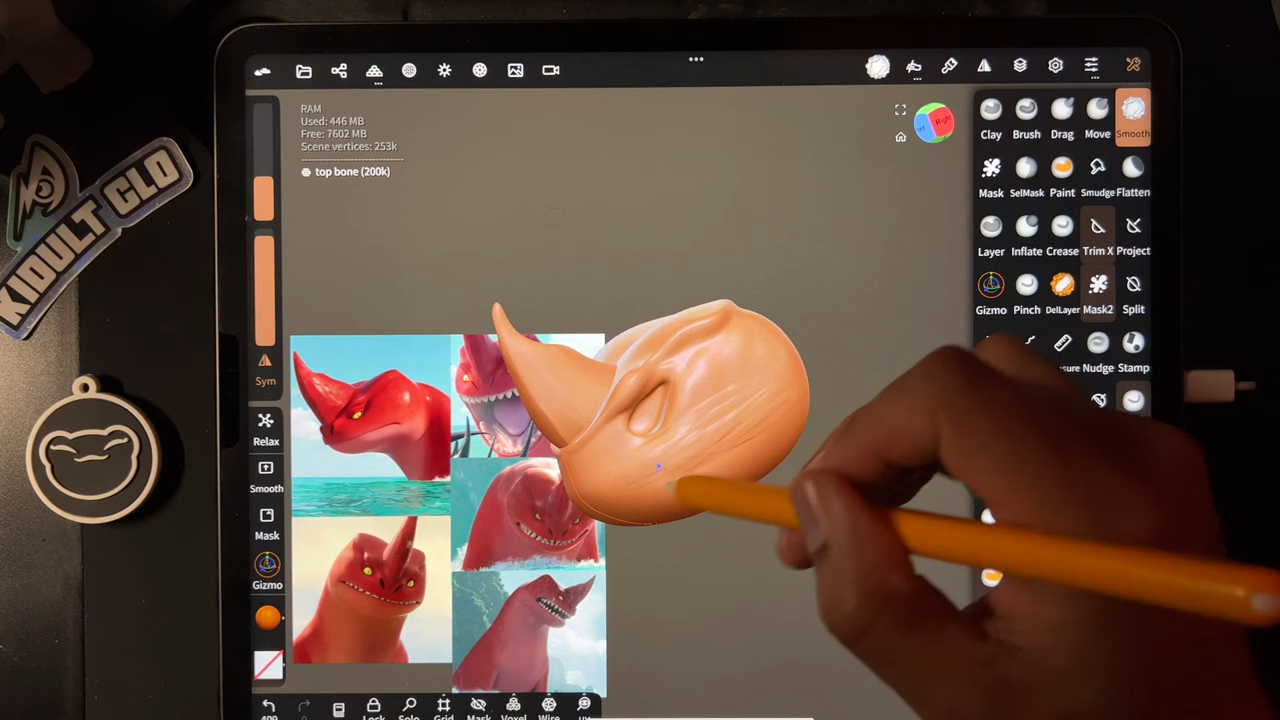 KIDULT CLO
RAM
Used: 446 MB
Free: 7602 MB
Scene vertices: 253k
top bone (200k)
Right
Clay Brush Drag Move Smooth
Mask SelMask Paint Smudge Flatten
Layer Inflate Crease Trim X Project
Gizmo Pinch DelLayer Mask2 Split
Nudge Stamp
Sym
Relax
Smooth
Mask
Gizmo
Lock Solo Grid Mask Voxel Wire